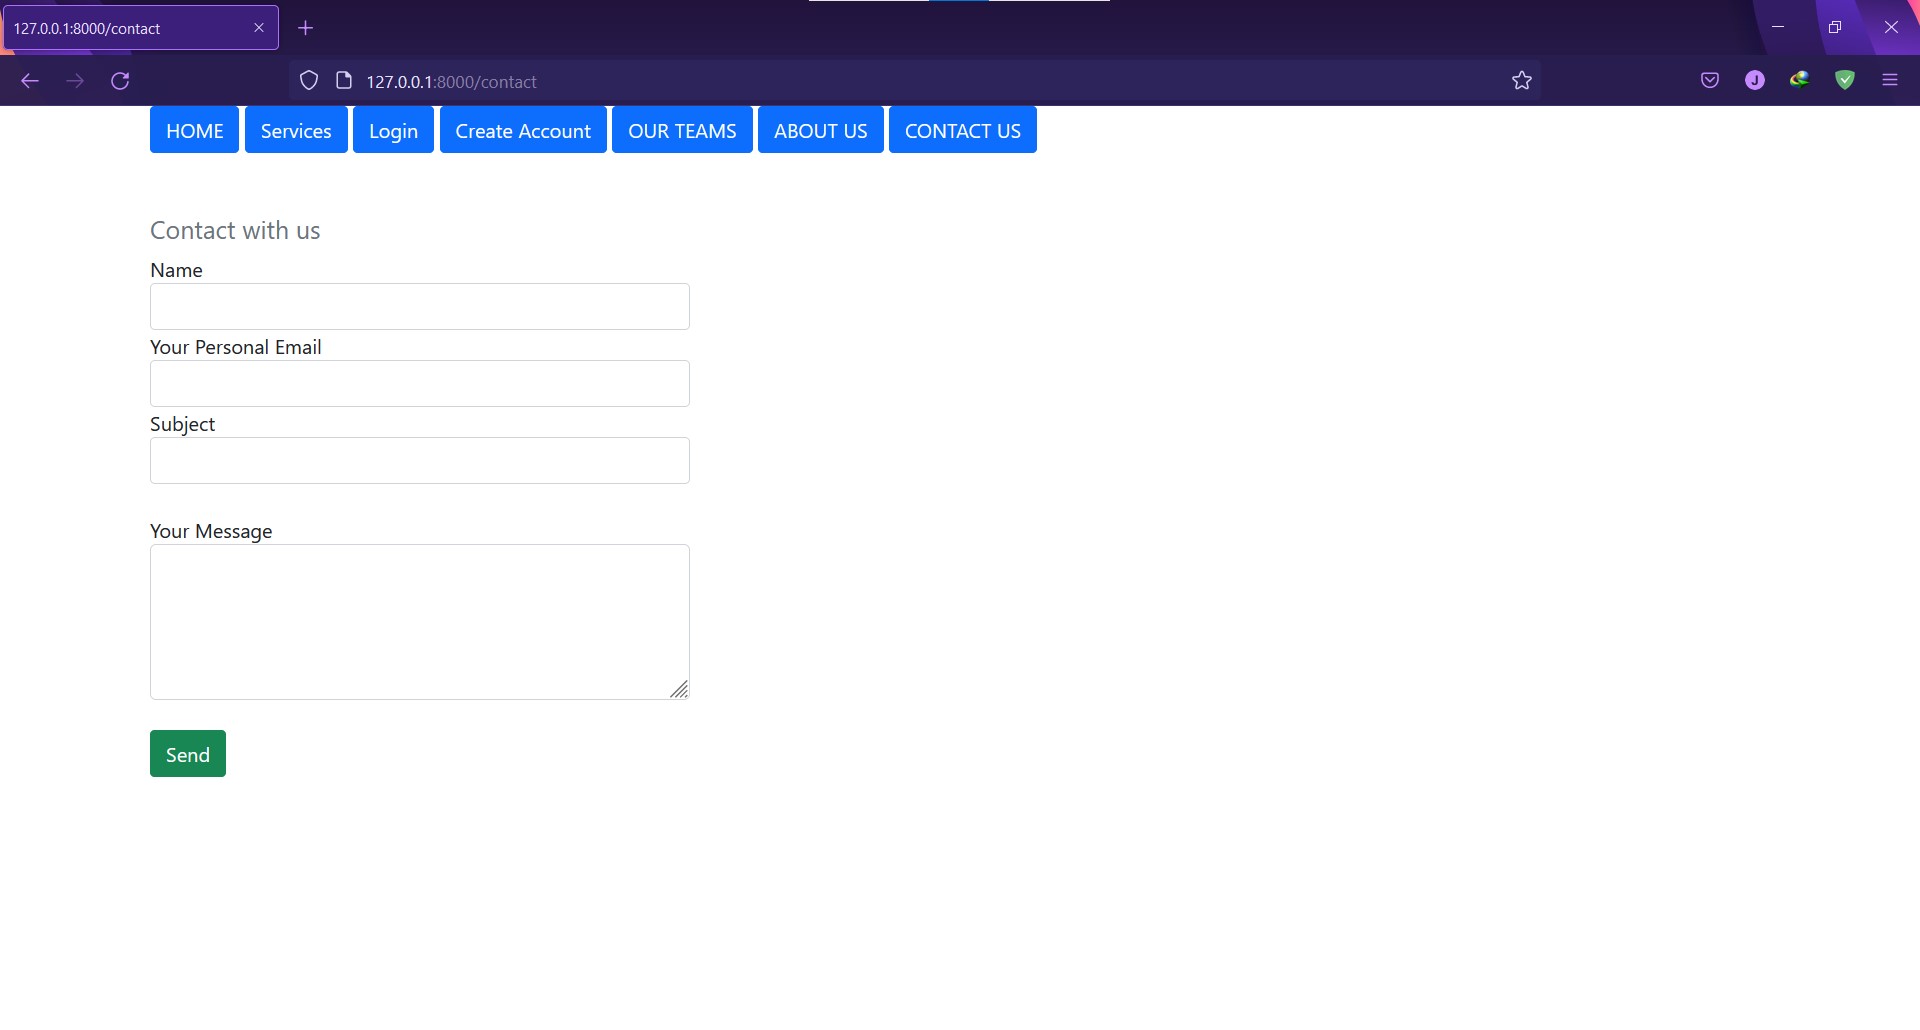 127.0.0.1:8000/contact
127.0.0.1:8000/contact
J
HOME Services Login Create Account OUR TEAMS ABOUT US CONTACT US
Contact with us
Name
Your Personal Email
Subject
Your Message
Send